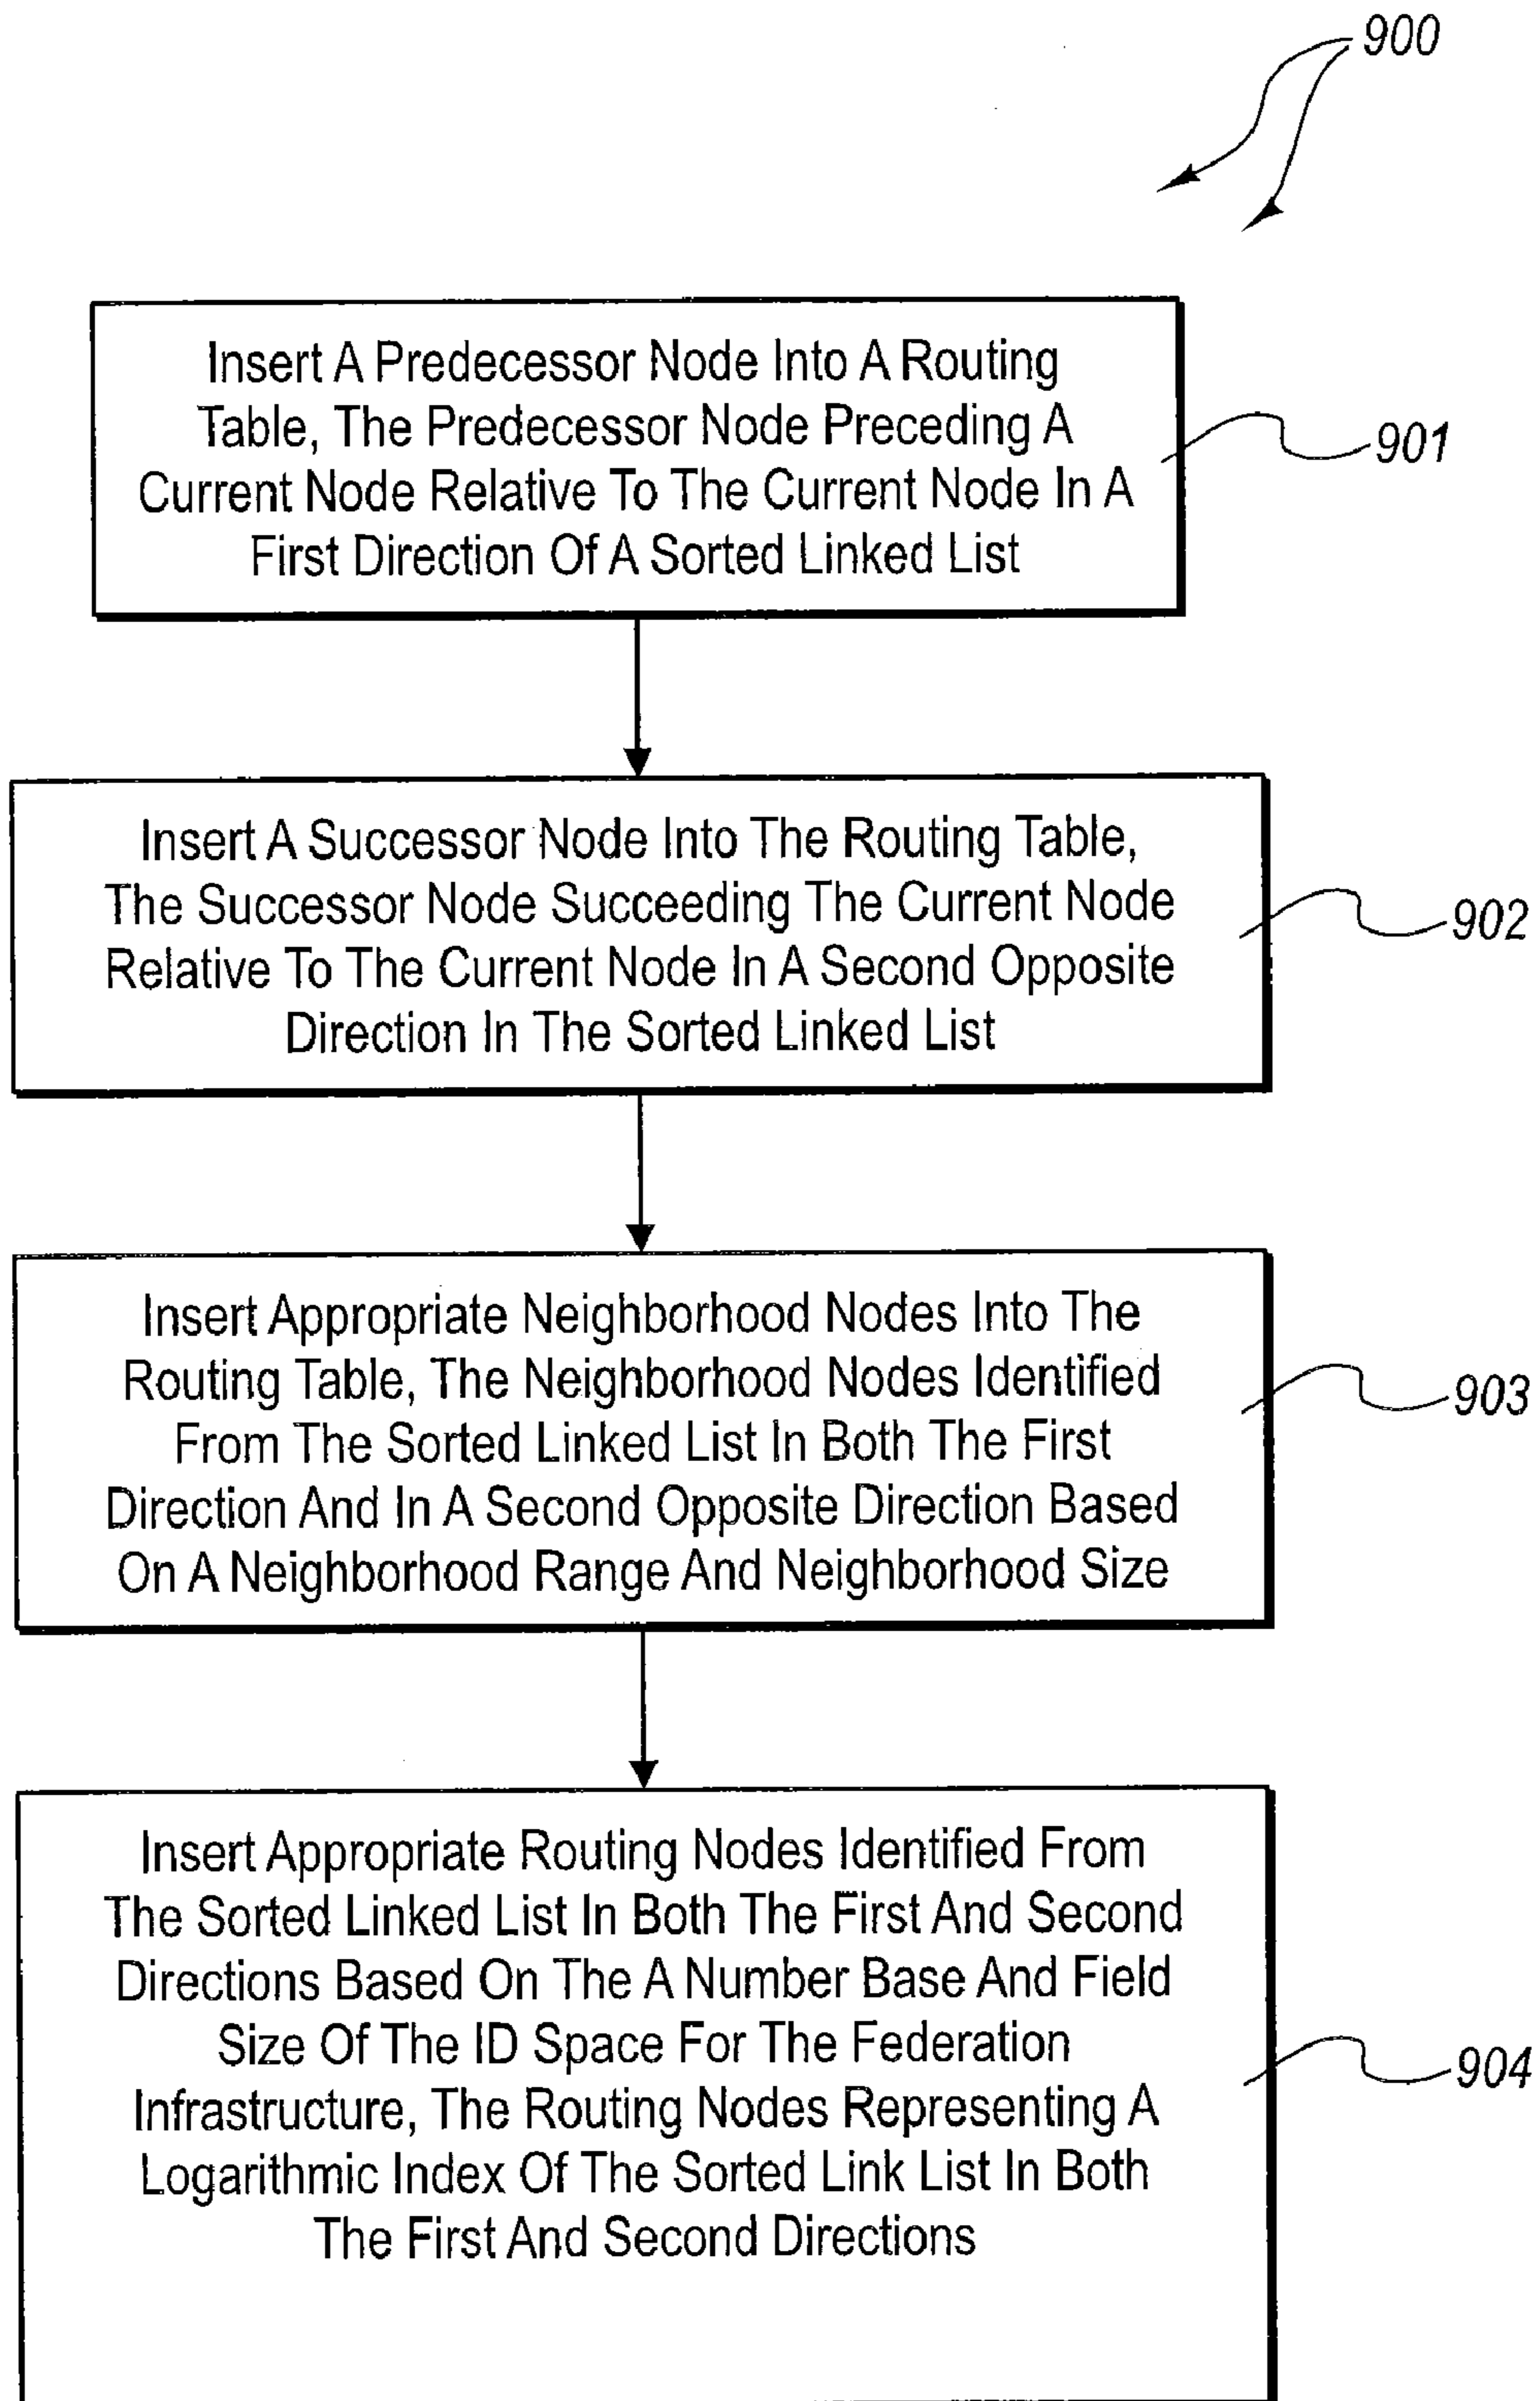 900
Insert A Predecessor Node Into A Routing
Table, The Predecessor Node Preceding A
Current Node Relative To The Current Node In A
First Direction Of A Sorted Linked List
901
Insert A Successor Node Into The Routing Table,
The Successor Node Succeeding The Current Node
Relative To The Current Node In A Second Opposite
Direction In The Sorted Linked List
902
Insert Appropriate Neighborhood Nodes Into The
Routing Table, The Neighborhood Nodes Identified
From The Sorted Linked List In Both The First
Direction And In A Second Opposite Direction Based
On A Neighborhood Range And Neighborhood Size
903
Insert Appropriate Routing Nodes Identified From
The Sorted Linked List In Both The First And Second
Directions Based On The A Number Base And Field
Size Of The ID Space For The Federation
Infrastructure, The Routing Nodes Representing A
Logarithmic Index Of The Sorted Link List In Both
The First And Second Directions
904